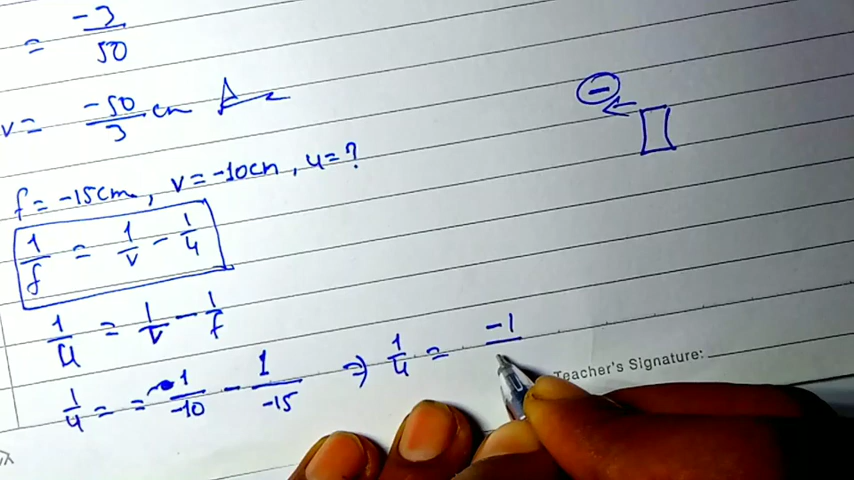 = -3/50
v = -50/3 cm
f = -15cm, v = -10cm, u = ?
1/f = 1/v - 1/u
1/u = 1/v - 1/f
1/u = = 1/-10 - 1/-15 ⇒ 1/u = -1/
Teacher's Signature: